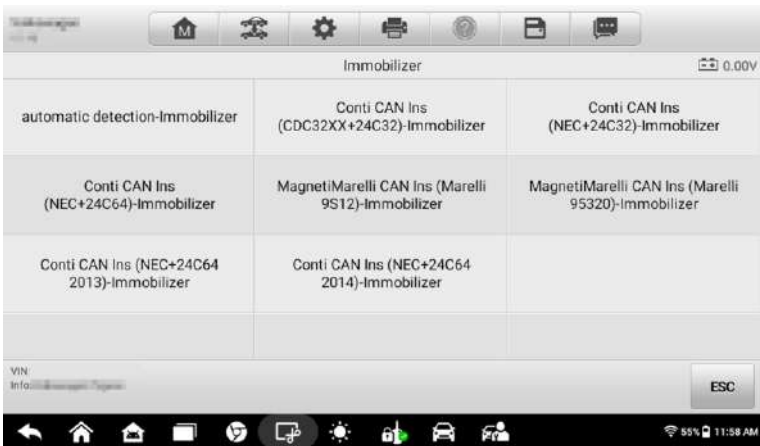 M
Immobilizer
0.00V
automatic detection-Immobilizer
Conti CAN Ins
(CDC32XX+24C32)-Immobilizer
Conti CAN Ins
(NEC+24C32)-Immobilizer
Conti CAN Ins
(NEC+24C64)-Immobilizer
MagnetiMarelli CAN Ins (Marelli
9S12)-Immobilizer
MagnetiMarelli CAN Ins (Marelli
95320)-Immobilizer
Conti CAN Ins (NEC+24C64
2013)-Immobilizer
Conti CAN Ins (NEC+24C64
2014)-Immobilizer
VIN:
Info:
ESC
55% 11:58 AM